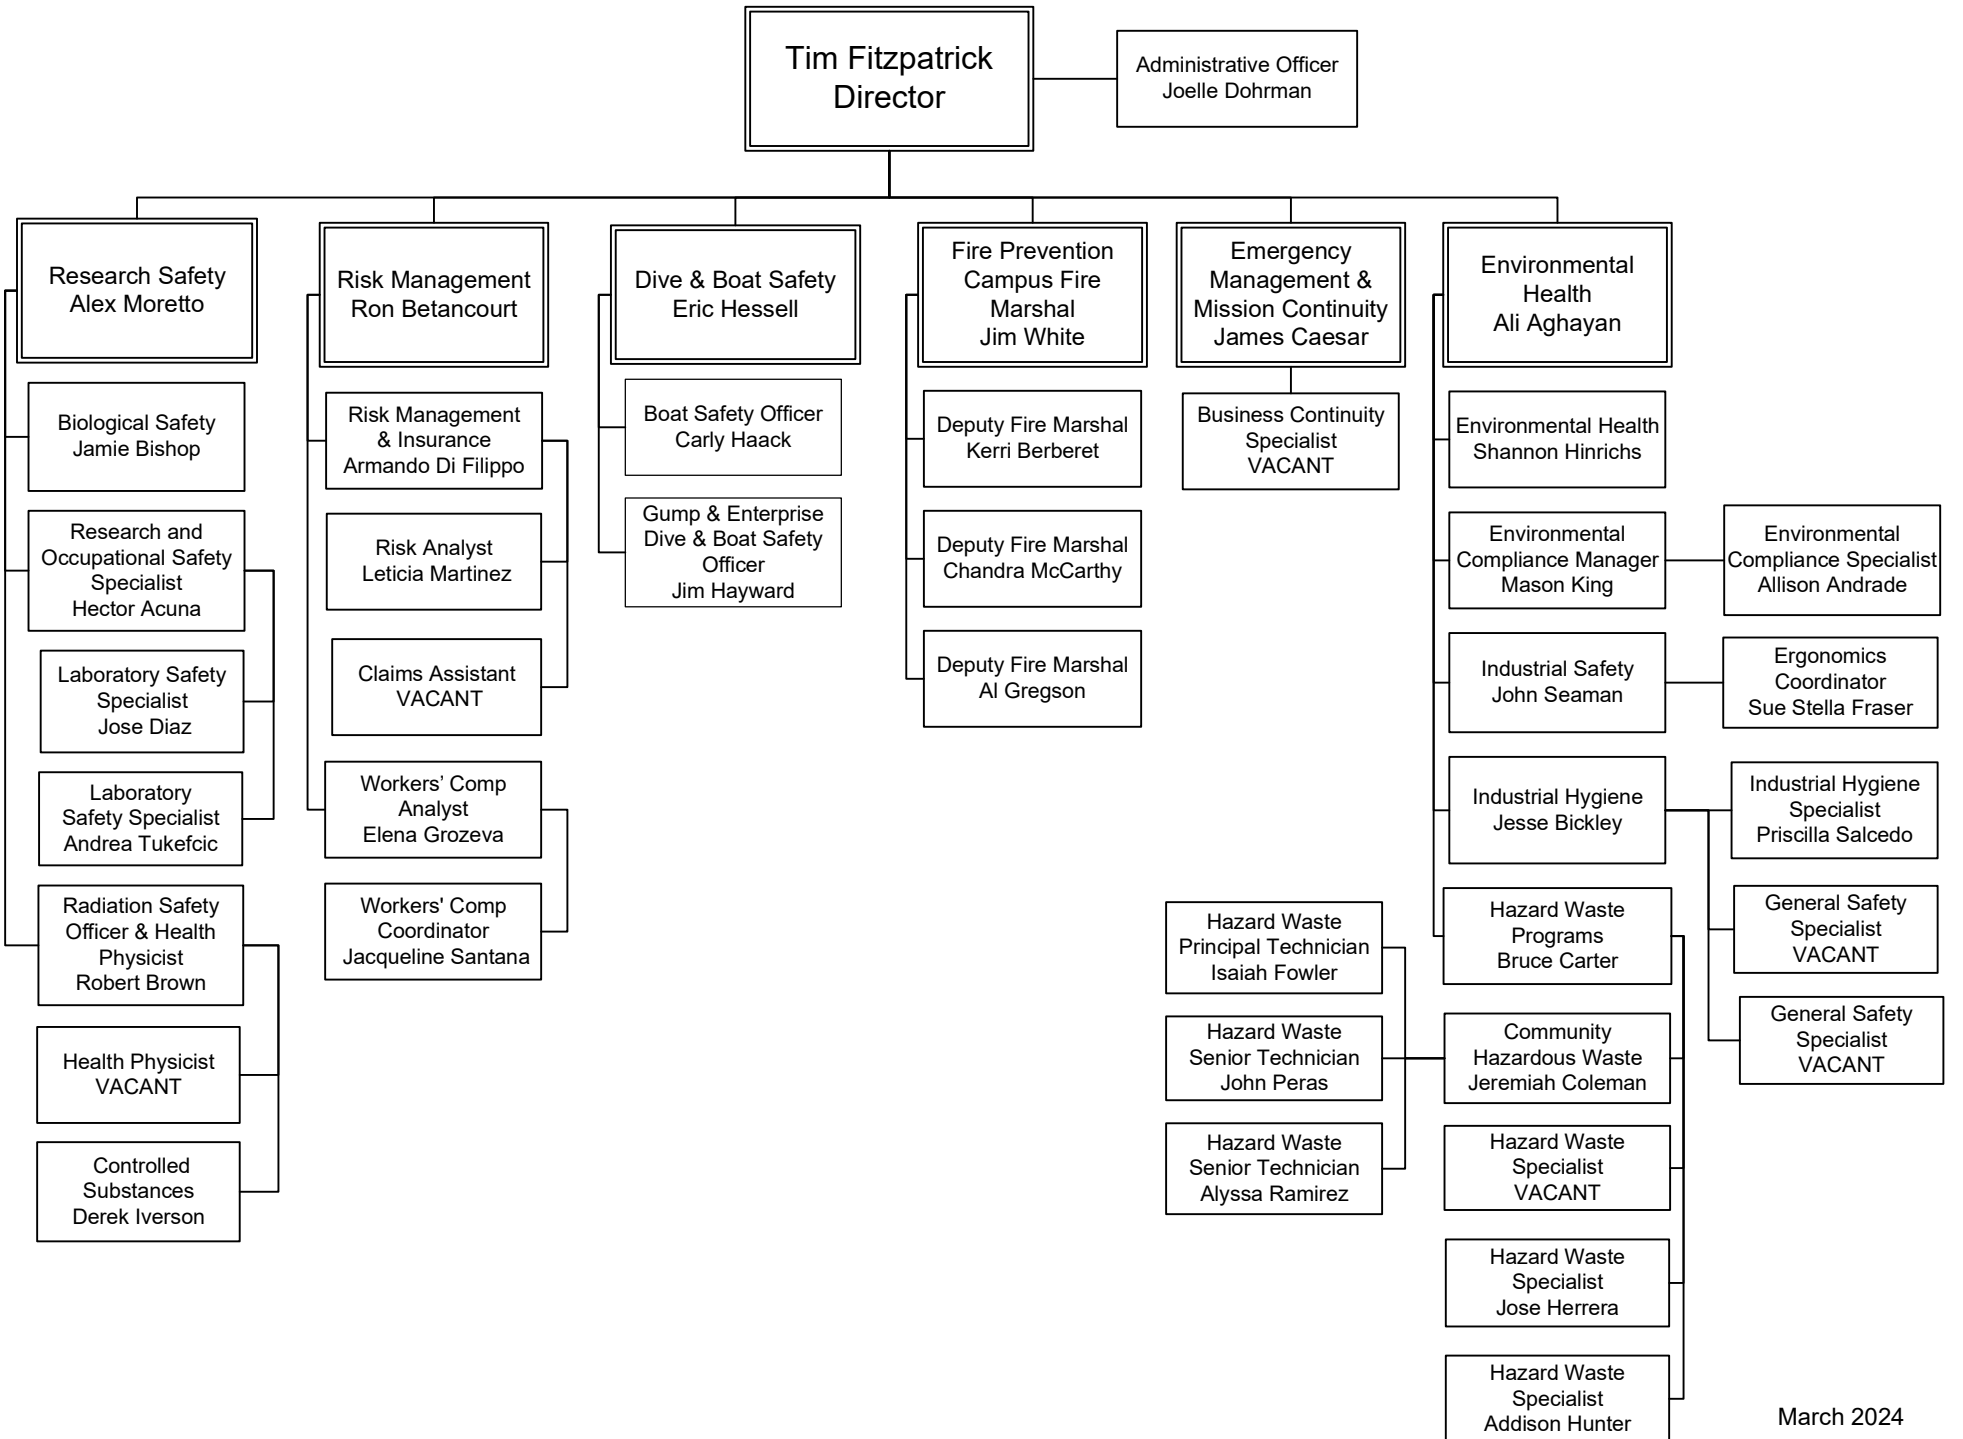 Tim Fitzpatrick
Director
Administrative Officer
Joelle Dohrman
Research Safety
Alex Moretto
Biological Safety
Jamie Bishop
Research and
Occupational Safety
Specialist
Hector Acuna
Laboratory Safety
Specialist
Jose Diaz
Laboratory
Safety Specialist
Andrea Tukefcic
Radiation Safety
Officer & Health
Physicist
Robert Brown
Health Physicist
VACANT
Controlled
Substances
Derek Iverson
Risk Management
Ron Betancourt
Risk Management
& Insurance
Armando Di Filippo
Risk Analyst
Leticia Martinez
Claims Assistant
VACANT
Workers’ Comp
Analyst
Elena Grozeva
Workers' Comp
Coordinator
Jacqueline Santana
Dive & Boat Safety
Eric Hessell
Boat Safety Officer
Carly Haack
Gump & Enterprise
Dive & Boat Safety
Officer
Jim Hayward
Fire Prevention
Campus Fire
Marshal
Jim White
Deputy Fire Marshal
Kerri Berberet
Deputy Fire Marshal
Chandra McCarthy
Deputy Fire Marshal
Al Gregson
Emergency
Management &
Mission Continuity
James Caesar
Business Continuity
Specialist
VACANT
Environmental
Health
Ali Aghayan
Environmental Health
Shannon Hinrichs
Environmental
Compliance Manager
Mason King
Environmental
Compliance Specialist
Allison Andrade
Industrial Safety
John Seaman
Ergonomics
Coordinator
Sue Stella Fraser
Industrial Hygiene
Jesse Bickley
Industrial Hygiene
Specialist
Priscilla Salcedo
General Safety
Specialist
VACANT
General Safety
Specialist
VACANT
Hazard Waste
Programs
Bruce Carter
Community
Hazardous Waste
Jeremiah Coleman
Hazard Waste
Principal Technician
Isaiah Fowler
Hazard Waste
Senior Technician
John Peras
Hazard Waste
Senior Technician
Alyssa Ramirez
Hazard Waste
Specialist
VACANT
Hazard Waste
Specialist
Jose Herrera
Hazard Waste
Specialist
Addison Hunter
March 2024